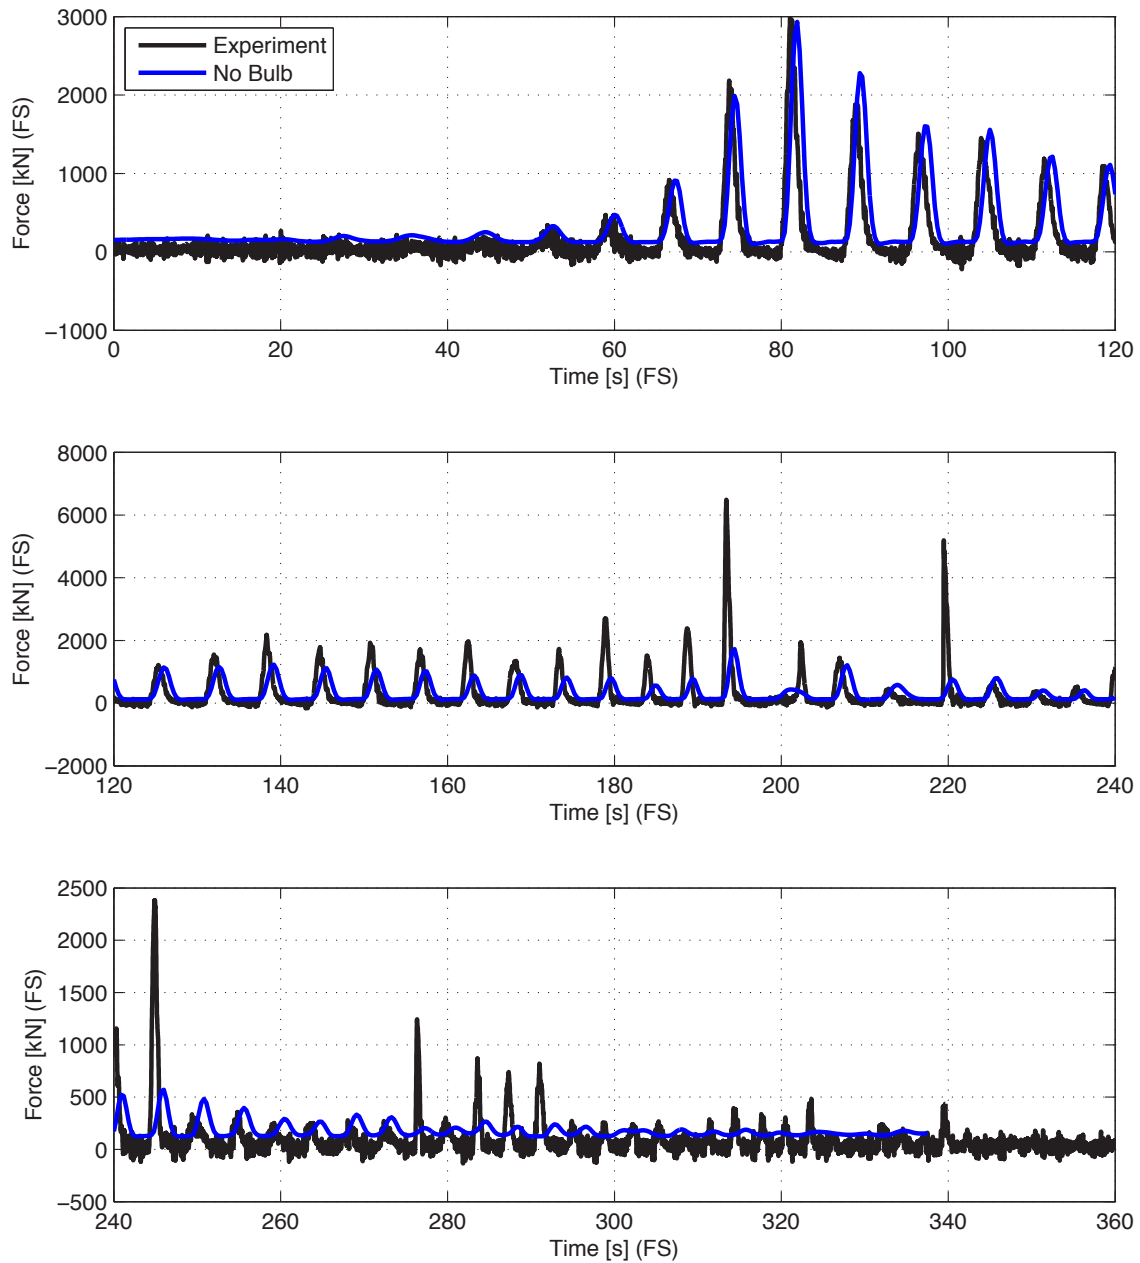 3000
Experiment
No Bulb
2000
1000
0
−1000
Force [kN] (FS)
0 20 40 60 80 100 120
Time [s] (FS)
8000
6000
4000
2000
0
−2000
Force [kN] (FS)
120 140 160 180 200 220 240
Time [s] (FS)
2500
2000
1500
1000
500
0
−500
Force [kN] (FS)
240 260 280 300 320 340 360
Time [s] (FS)